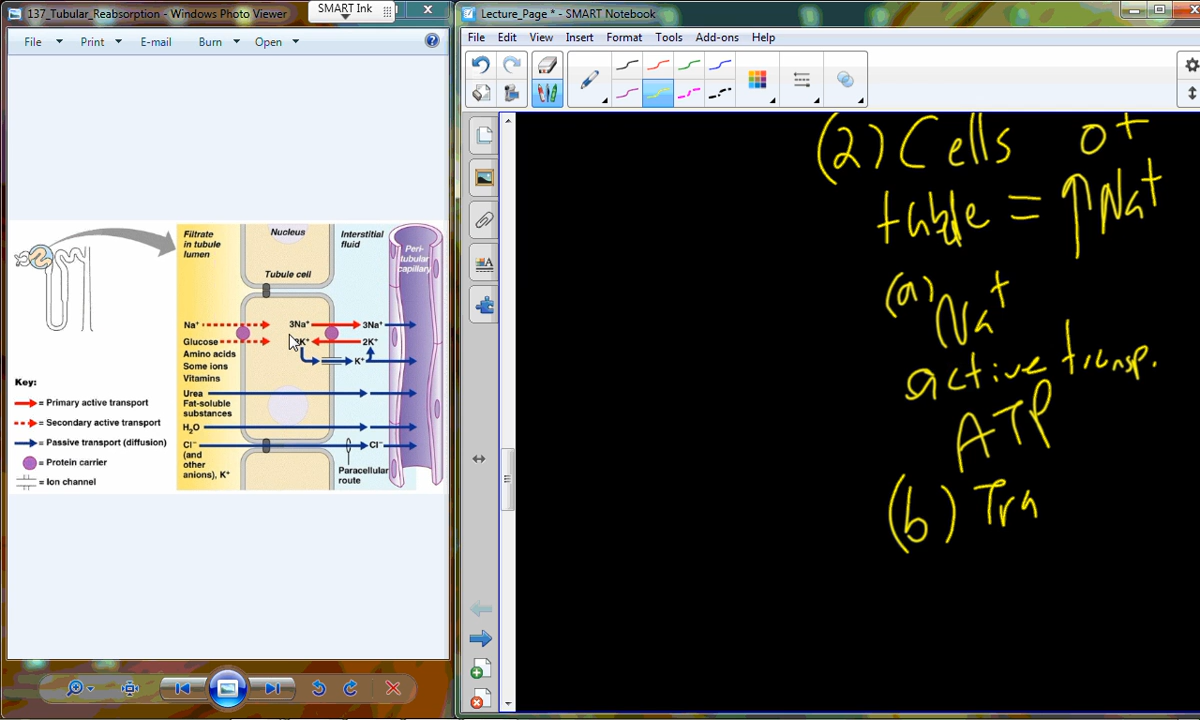 137_Tubular_Reabsorption - Windows Photo Viewer
SMART Ink
File Print E-mail Burn Open
Filtrate
in tubule
lumen
Nucleus
Interstitial
fluid
Peri-
tubular
capillary
Tubule cell
Na⁺ 3Na⁺ 3Na⁺
Glucose 2K⁺
Amino acids
Some ions
Vitamins
K⁺
Urea
Fat-soluble
substances
H₂O
Cl⁻
(and
other
anions), K⁺
Cl⁻
Paracellular
route
Key:
= Primary active transport
= Secondary active transport
= Passive transport (diffusion)
= Protein carrier
= Ion channel
Lecture_Page * - SMART Notebook
File Edit View Insert Format Tools Add-ons Help
(2) Cells of
tubule = ↑Na⁺
(a) Na⁺
active transp.
ATP
(b) Tra